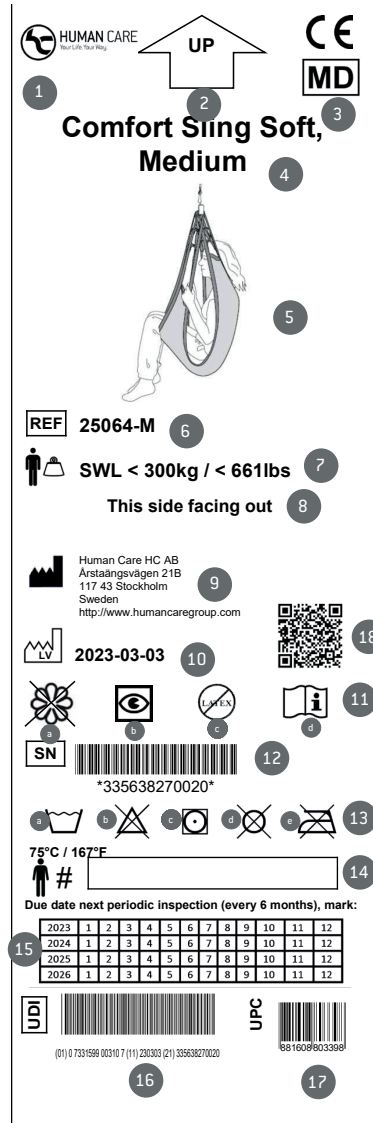 HUMAN CARE
Your Life. Your Way.
UP
CE
MD
1
2
3
Comfort Sling Soft,
Medium
4
5
REF 25064-M 6
SWL < 300kg / < 661lbs 7
This side facing out 8
Human Care HC AB
Årstaängsvägen 21B
117 43 Stockholm
Sweden
http://www.humancaregroup.com
9
LV 2023-03-03 10
18
LATEX
i
11
a b c d
SN
*335638270020*
12
a b c d e 13
75°C / 167°F
#
14
Due date next periodic inspection (every 6 months), mark:
15
2023 1 2 3 4 5 6 7 8 9 10 11 12
2024 1 2 3 4 5 6 7 8 9 10 11 12
2025 1 2 3 4 5 6 7 8 9 10 11 12
2026 1 2 3 4 5 6 7 8 9 10 11 12
UDI
(01) 0 7331599 00310 7 (11) 230303 (21) 335638270020
16
UPC
881608 803398
17